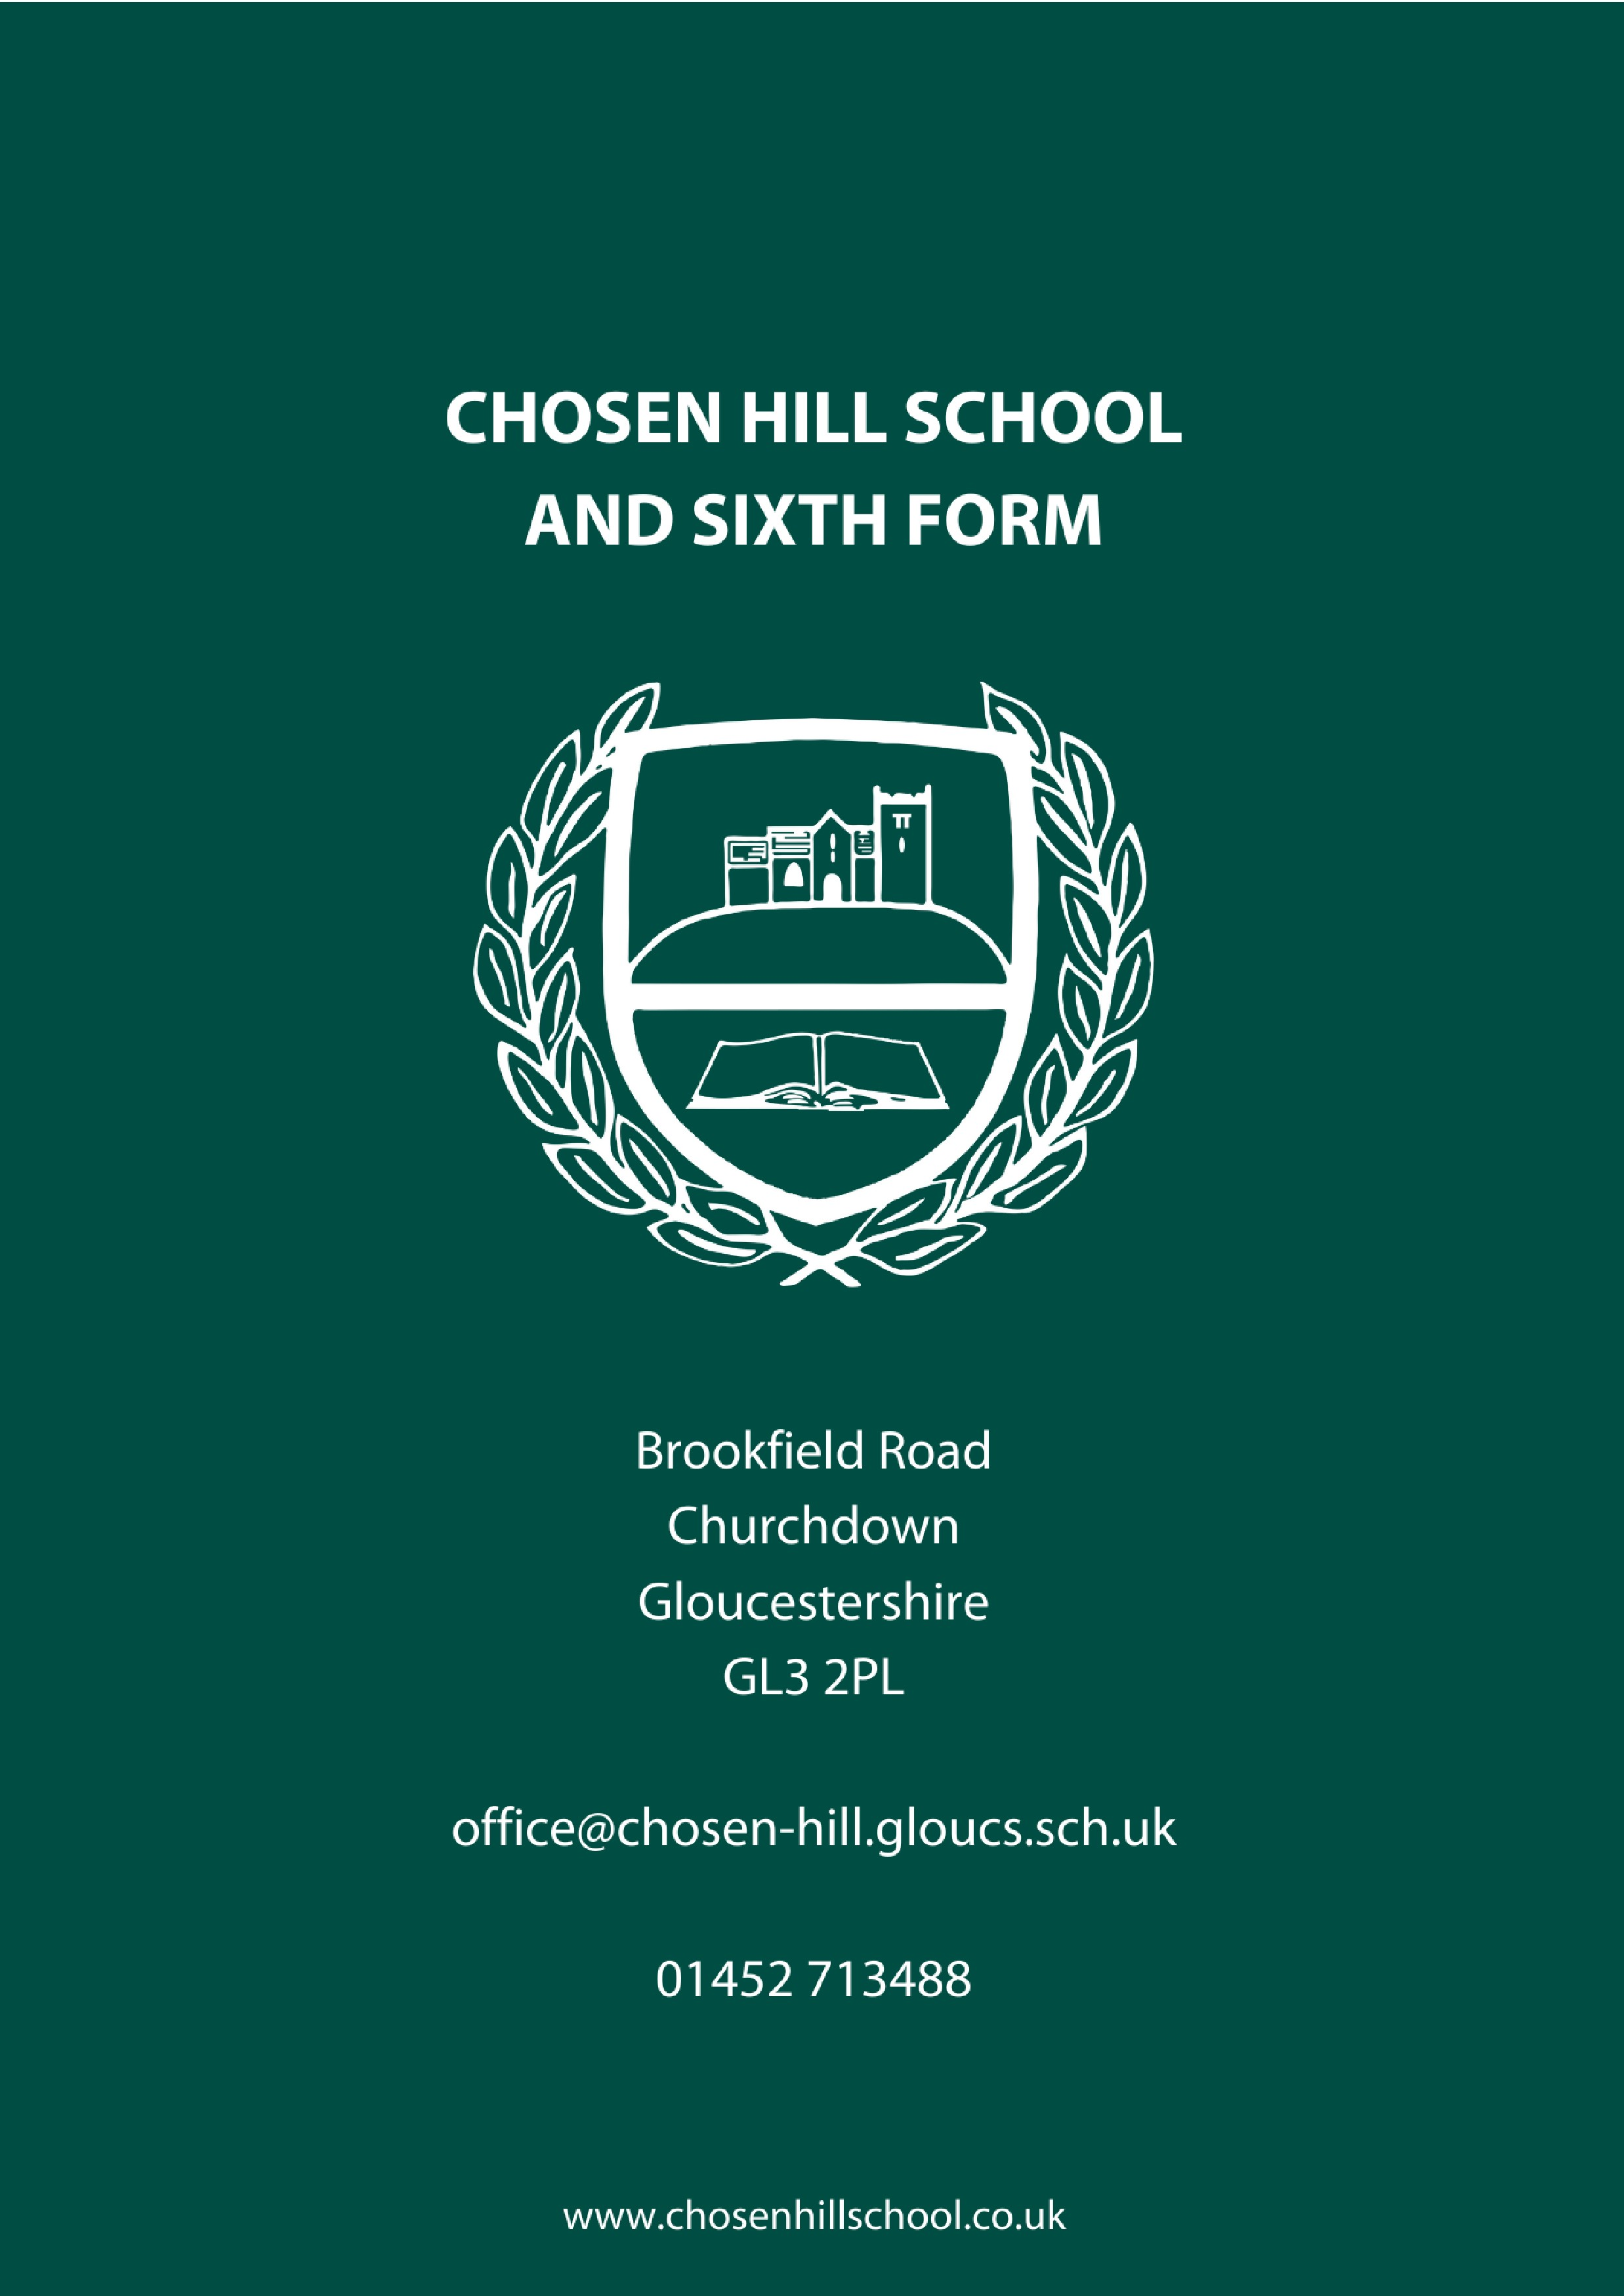 CHOSEN HILL SCHOOL
AND SIXTH FORM
Brookfield Road
Churchdown
Gloucestershire
GL3 2PL
office@chosen-hill.gloucs.sch.uk
01452 713488
www.chosenhillschool.co.uk